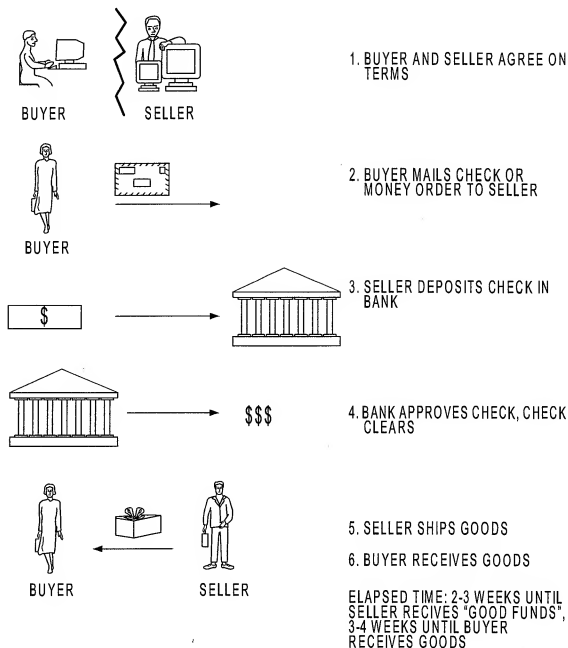 BUYER
SELLER
1. BUYER AND SELLER AGREE ON
TERMS
2. BUYER MAILS CHECK OR
MONEY ORDER TO SELLER
BUYER
3. SELLER DEPOSITS CHECK IN
BANK
$
$$$
4. BANK APPROVES CHECK, CHECK
CLEARS
BUYER
SELLER
5. SELLER SHIPS GOODS
6. BUYER RECEIVES GOODS
ELAPSED TIME: 2-3 WEEKS UNTIL
SELLER RECIVES "GOOD FUNDS",
3-4 WEEKS UNTIL BUYER
RECEIVES GOODS